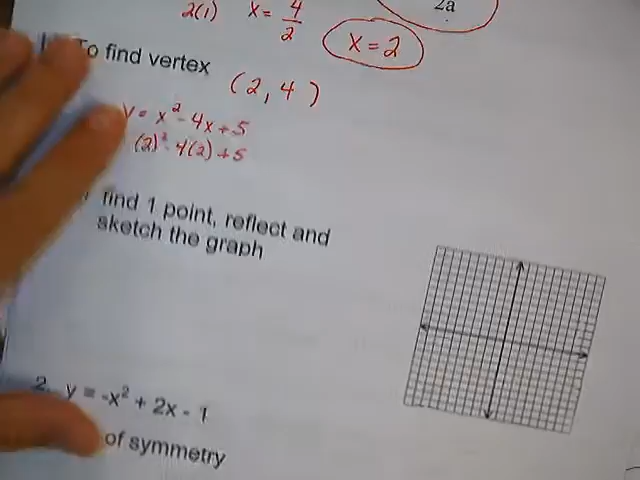 2a
2(1) x = 4/2
x = 2
To find vertex (2, 4)
y = x² - 4x + 5
(2)² - 4(2) + 5
find 1 point, reflect and
sketch the graph
2. y = -x² + 2x - 1
of symmetry